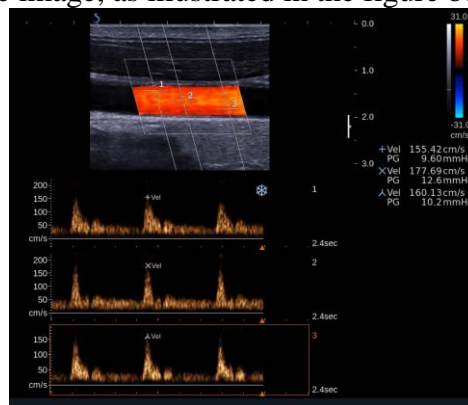 e image, as illustrated in the figure b
31.0
-31.0
cm/s
- 0.0
- 1.0
- 2.0
- 3.0
1
2
3
+Vel 155.42cm/s
PG 9.60mmH
×Vel 177.69cm/s
PG 12.6mmH
⅄Vel 160.13cm/s
PG 10.2mmH
200
150
100
50
cm/s
+Vel
1
2.4sec
200
150
100
50
cm/s
×Vel
2
2.4sec
150
100
50
cm/s
⅄Vel
3
2.4sec